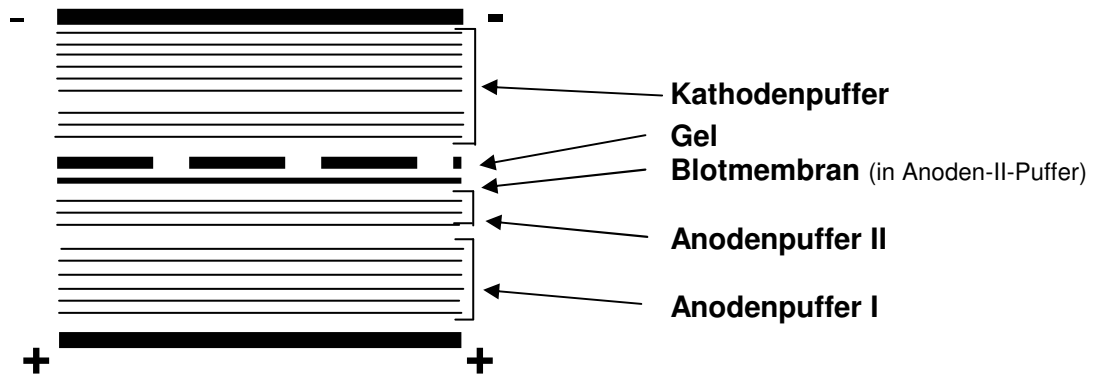 - -
Kathodenpuffer
Gel
Blotmembran (in Anoden-II-Puffer)
Anodenpuffer II
Anodenpuffer I
+ +